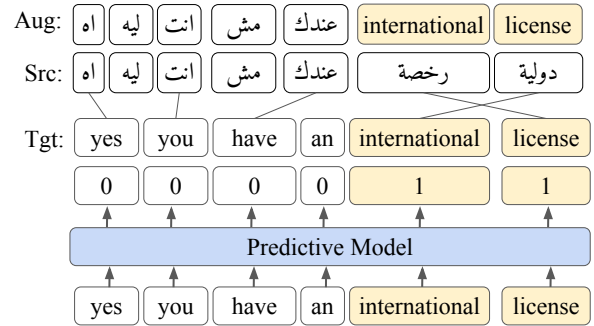 Aug: اه ليه انت مش عندك international license
Src: اه ليه انت مش عندك رخصة دولية
Tgt: yes you have an international license
0 0 0 0 1 1
Predictive Model
yes you have an international license